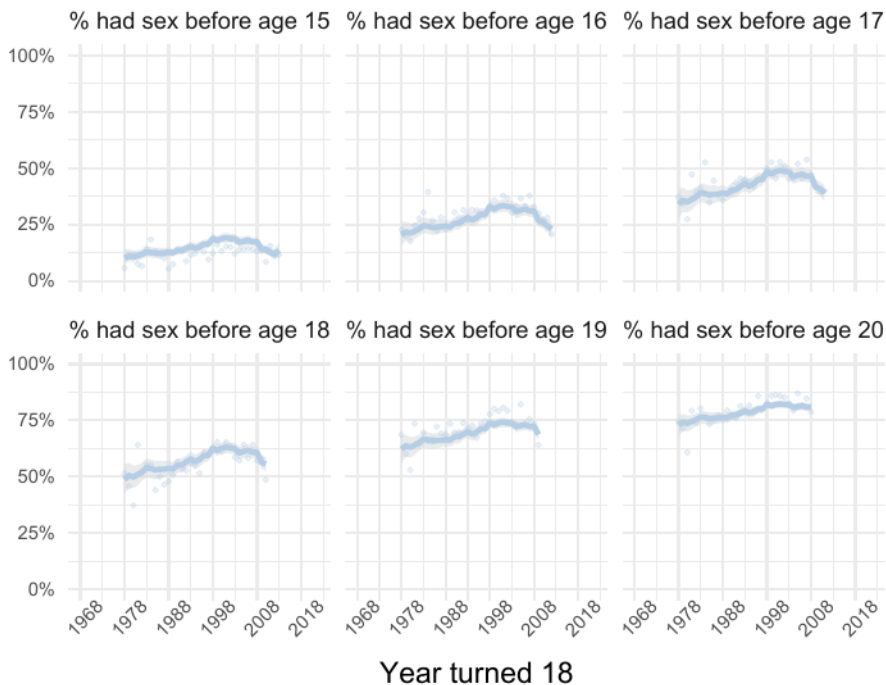 % had sex before age 15 % had sex before age 16 % had sex before age 17
100%
75%
50%
25%
0%
% had sex before age 18 % had sex before age 19 % had sex before age 20
100%
75%
50%
25%
0%
1968 1978 1988 1998 2008 2018 1968 1978 1988 1998 2008 2018 1968 1978 1988 1998 2008 2018
Year turned 18